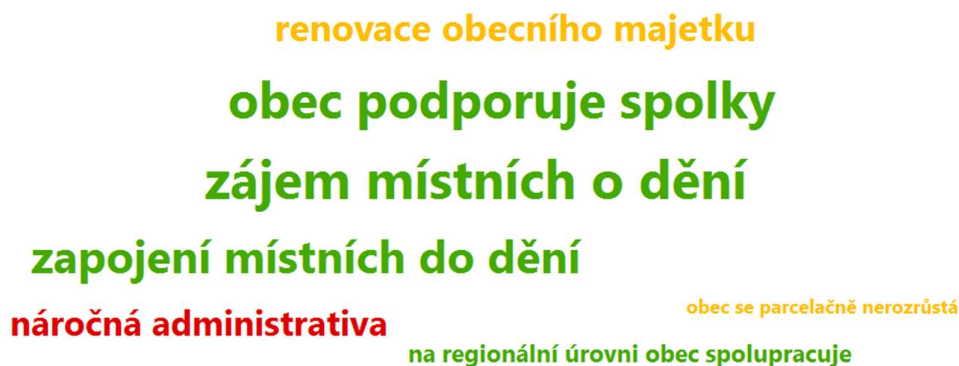 renovace obecního majetku
obec podporuje spolky
zájem místních o dění
zapojení místních do dění
obec se parcelačně nerozrůstá
náročná administrativa
na regionální úrovni obec spolupracuje